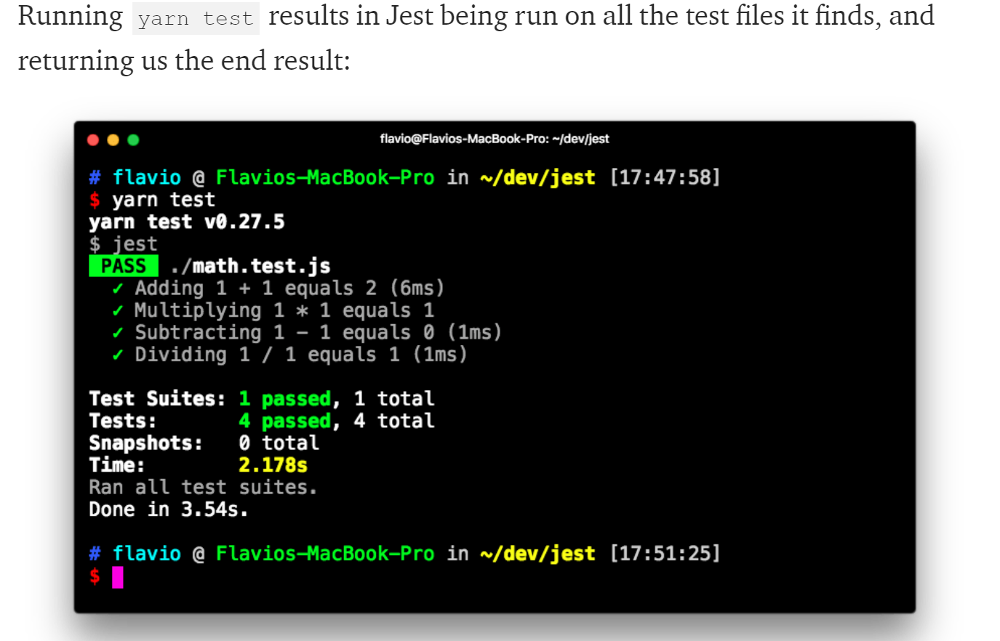 Running yarn test results in Jest being run on all the test files it finds, and
returning us the end result:
flavio@Flavios-MacBook-Pro: ~/dev/jest
# flavio @ Flavios-MacBook-Pro in ~/dev/jest [17:47:58]
$ yarn test
yarn test v0.27.5
$ jest
PASS ./math.test.js
✓ Adding 1 + 1 equals 2 (6ms)
✓ Multiplying 1 * 1 equals 1
✓ Subtracting 1 - 1 equals 0 (1ms)
✓ Dividing 1 / 1 equals 1 (1ms)
Test Suites: 1 passed, 1 total
Tests: 4 passed, 4 total
Snapshots: 0 total
Time: 2.178s
Ran all test suites.
Done in 3.54s.
# flavio @ Flavios-MacBook-Pro in ~/dev/jest [17:51:25]
$